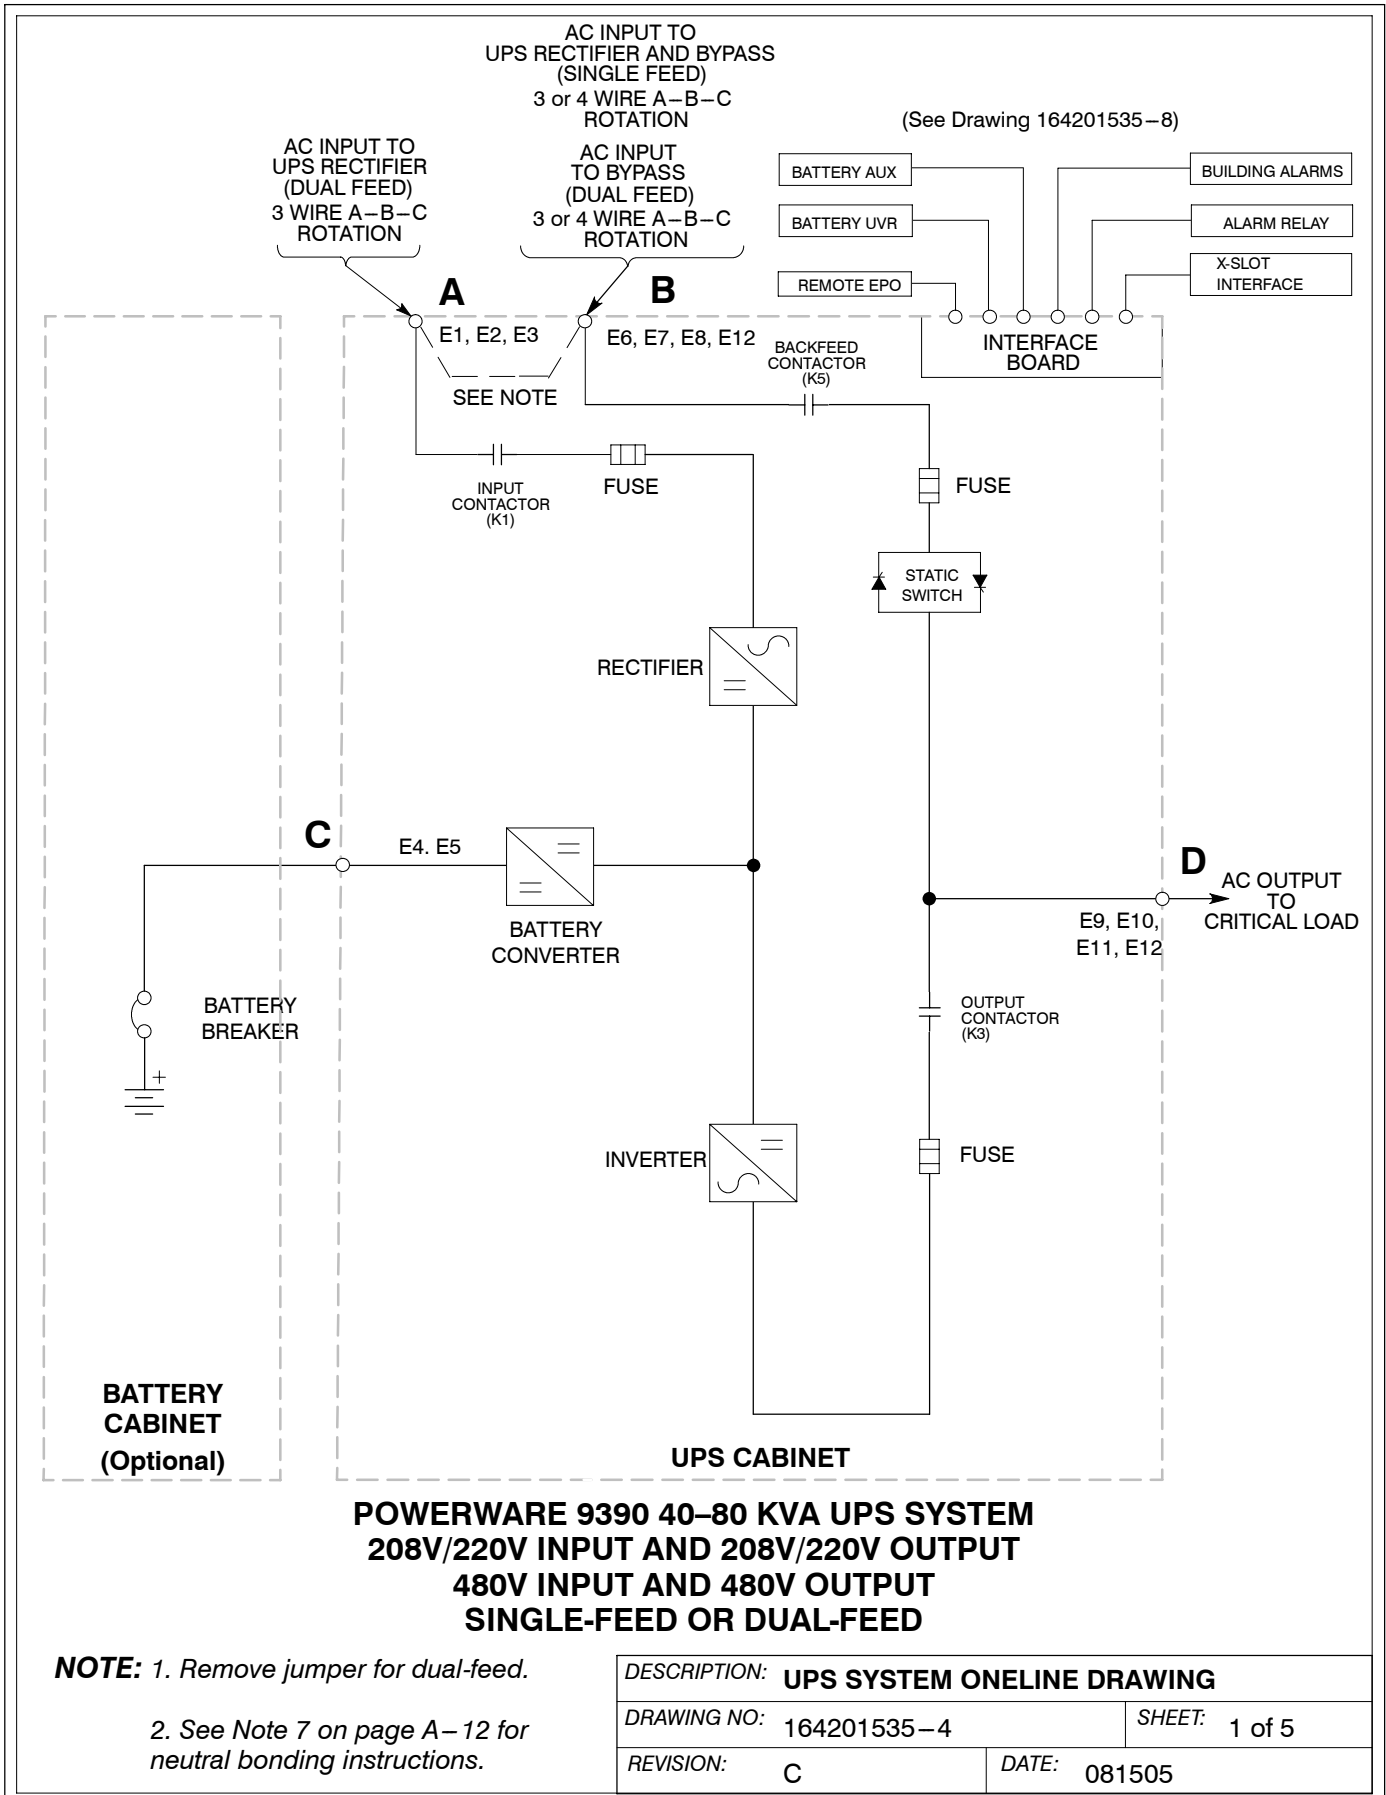 AC INPUT TO
UPS RECTIFIER AND BYPASS
(SINGLE FEED)
3 or 4 WIRE A–B–C
ROTATION
AC INPUT
TO BYPASS
(DUAL FEED)
3 or 4 WIRE A–B–C
ROTATION
AC INPUT TO
UPS RECTIFIER
(DUAL FEED)
3 WIRE A–B–C
ROTATION
(See Drawing 164201535–8)
BATTERY AUX
BATTERY UVR
REMOTE EPO
BUILDING ALARMS
ALARM RELAY
X-SLOT
INTERFACE
A
B
E1, E2, E3
E6, E7, E8, E12
SEE NOTE
BACKFEED
CONTACTOR
(K5)
INTERFACE
BOARD
INPUT
CONTACTOR
(K1)
FUSE
FUSE
STATIC
SWITCH
RECTIFIER
C
E4. E5
BATTERY
CONVERTER
D
AC OUTPUT
TO
CRITICAL LOAD
E9, E10,
E11, E12
BATTERY
BREAKER
+
OUTPUT
CONTACTOR
(K3)
INVERTER
FUSE
BATTERY
CABINET
(Optional)
UPS CABINET
POWERWARE 9390 40–80 KVA UPS SYSTEM
208V/220V INPUT AND 208V/220V OUTPUT
480V INPUT AND 480V OUTPUT
SINGLE-FEED OR DUAL-FEED
NOTE: 1. Remove jumper for dual-feed.
2. See Note 7 on page A–12 for
neutral bonding instructions.
DESCRIPTION: UPS SYSTEM ONELINE DRAWING
DRAWING NO: 164201535–4 SHEET: 1 of 5
REVISION: C DATE: 081505